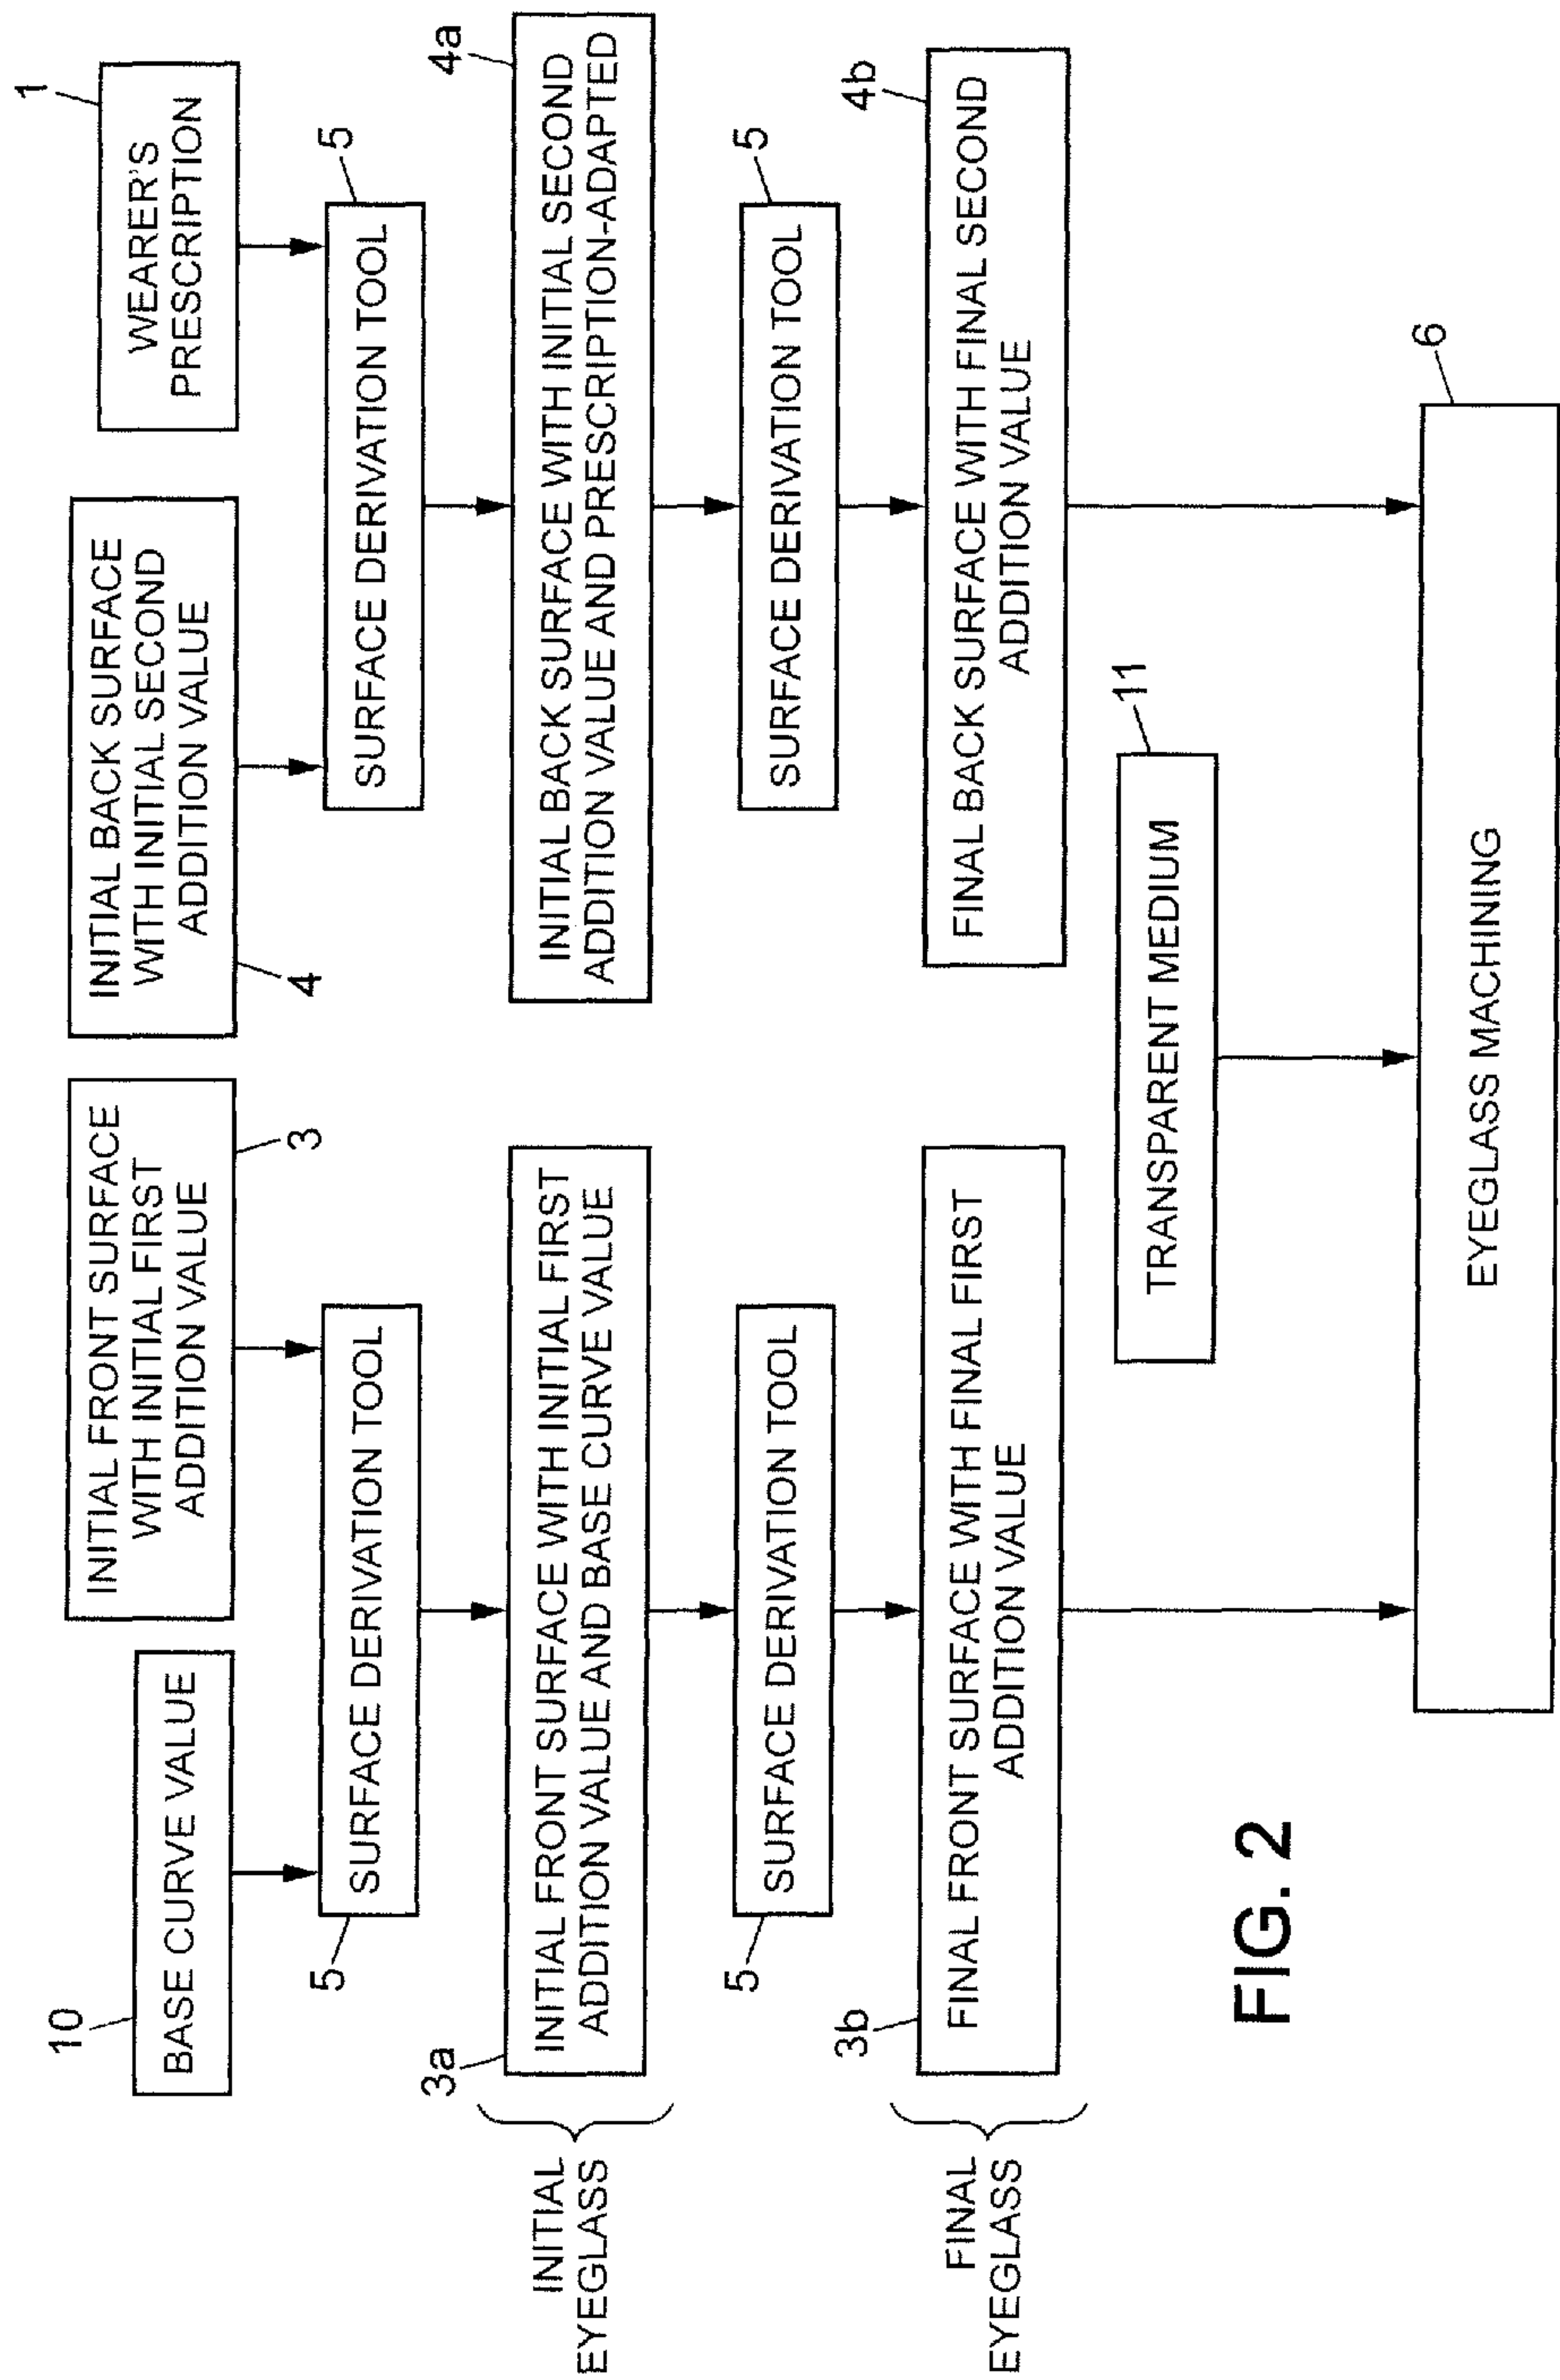 10
BASE CURVE VALUE
INITIAL FRONT SURFACE
WITH INITIAL FIRST
ADDITION VALUE
3
INITIAL BACK SURFACE
WITH INITIAL SECOND
ADDITION VALUE
4
1
WEARER'S
PRESCRIPTION
5
SURFACE DERIVATION TOOL
SURFACE DERIVATION TOOL
5
INITIAL
EYEGLASS
3a
INITIAL FRONT SURFACE WITH INITIAL FIRST
ADDITION VALUE AND BASE CURVE VALUE
4a
INITIAL BACK SURFACE WITH INITIAL SECOND
ADDITION VALUE AND PRESCRIPTION-ADAPTED
5
SURFACE DERIVATION TOOL
SURFACE DERIVATION TOOL
5
FINAL
EYEGLASS
3b
FINAL FRONT SURFACE WITH FINAL FIRST
ADDITION VALUE
4b
FINAL BACK SURFACE WITH FINAL SECOND
ADDITION VALUE
TRANSPARENT MEDIUM
11
EYEGLASS MACHINING
6
FIG. 2